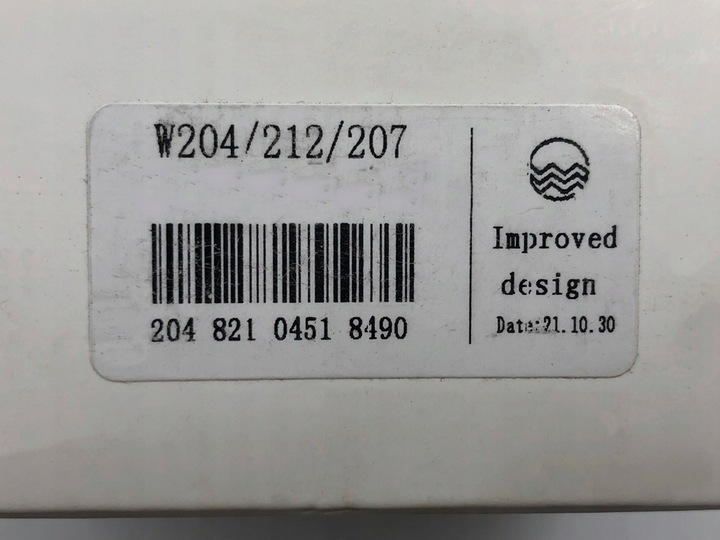 W204/212/207
204 821 0451 8490
Improved
design
Date:21.10.30